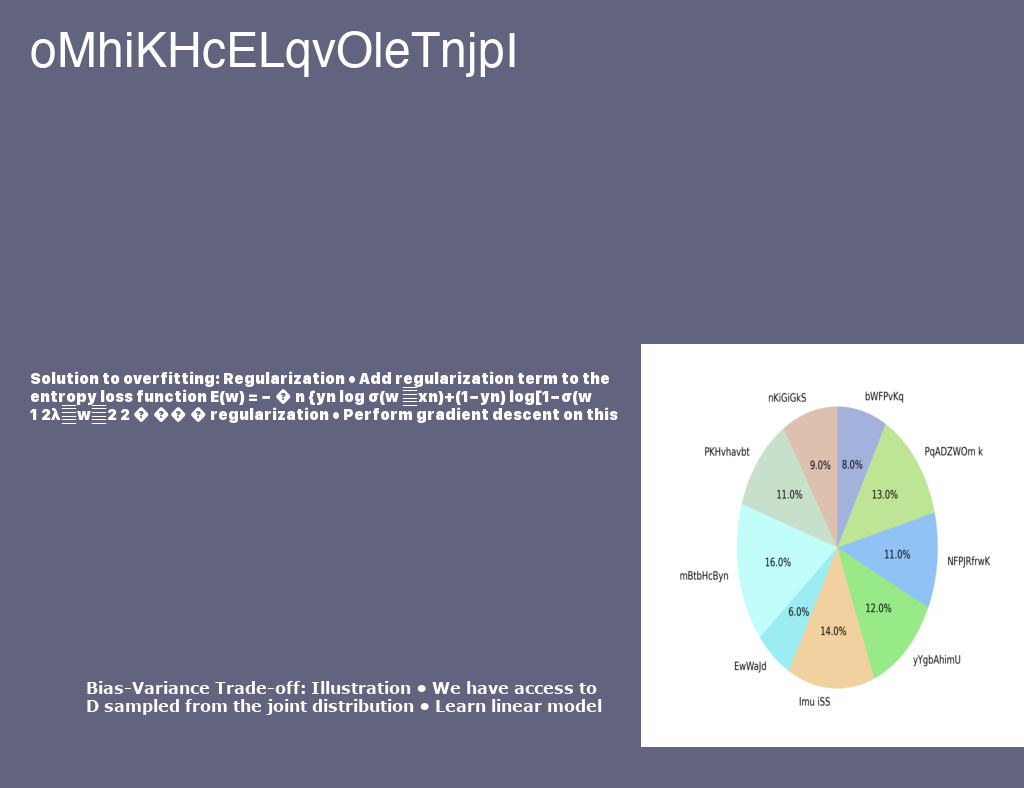 oMhiKHcELqvOleTnjpI
Solution to overfitting: Regularization • Add regularization term to the
entropy loss function E(w) = − � n {yn log σ(w xn)+(1−yn) log[1−σ(w
1 2λ w 2 2 � �� � regularization • Perform gradient descent on this
nKiGiGkS
bWFPvKq
PKHvhavbt
PqADZWOm k
9.0%
8.0%
11.0%
13.0%
16.0%
11.0%
NFPJRfrwK
mBtbHcByn
6.0%
12.0%
14.0%
EwWaJd
yYgbAhimU
Imu iSS
Bias-Variance Trade-off: Illustration • We have access to
D sampled from the joint distribution • Learn linear model